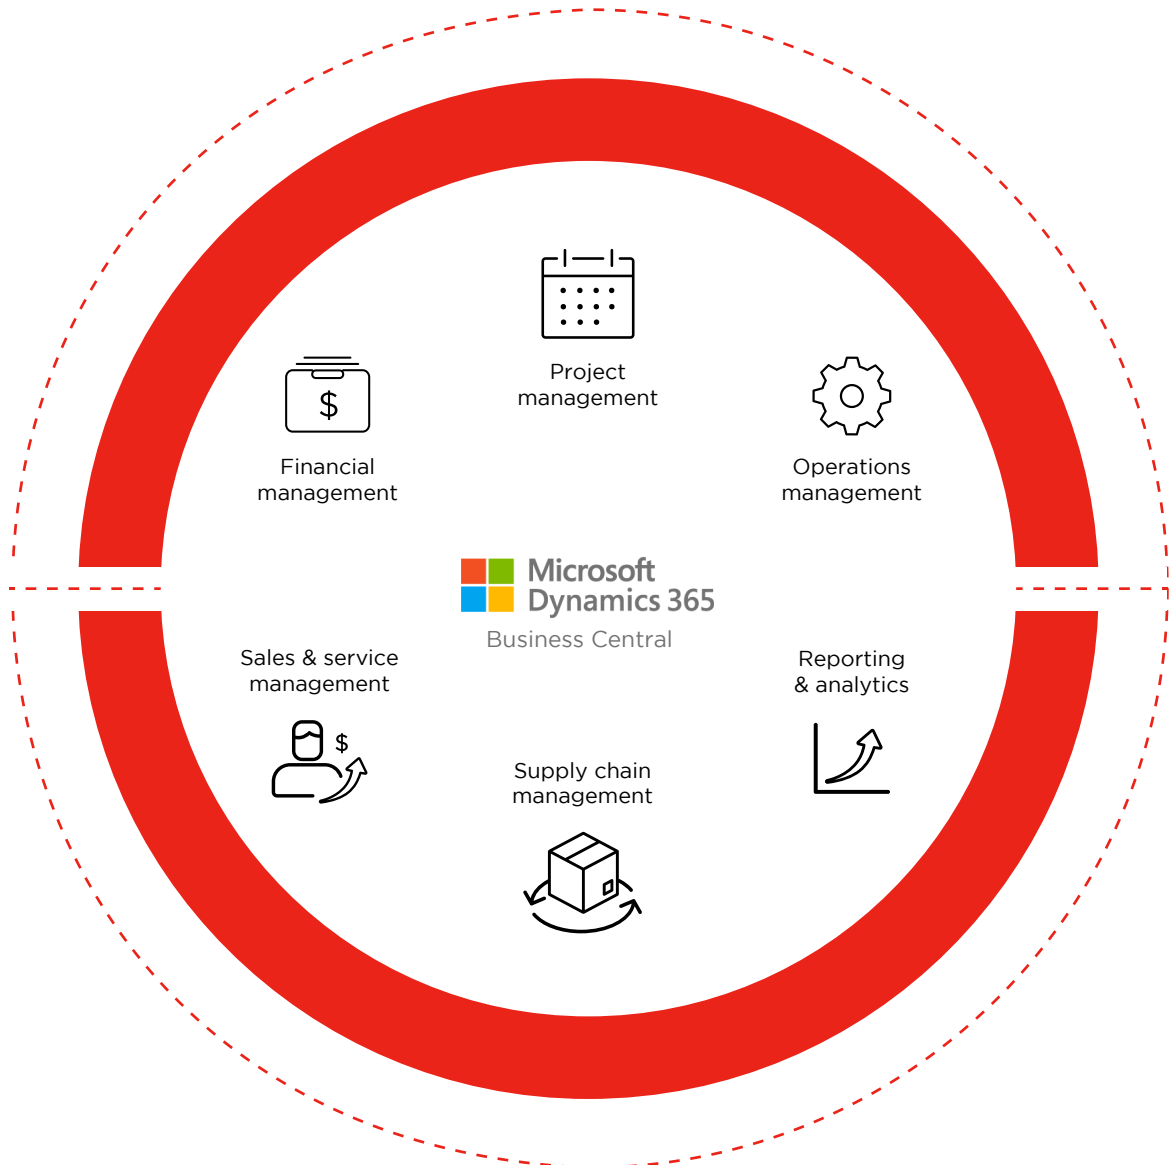 Project
management
Financial
management
$
Operations
management
Microsoft
Dynamics 365
Business Central
Sales & service
management
$
Reporting
& analytics
Supply chain
management